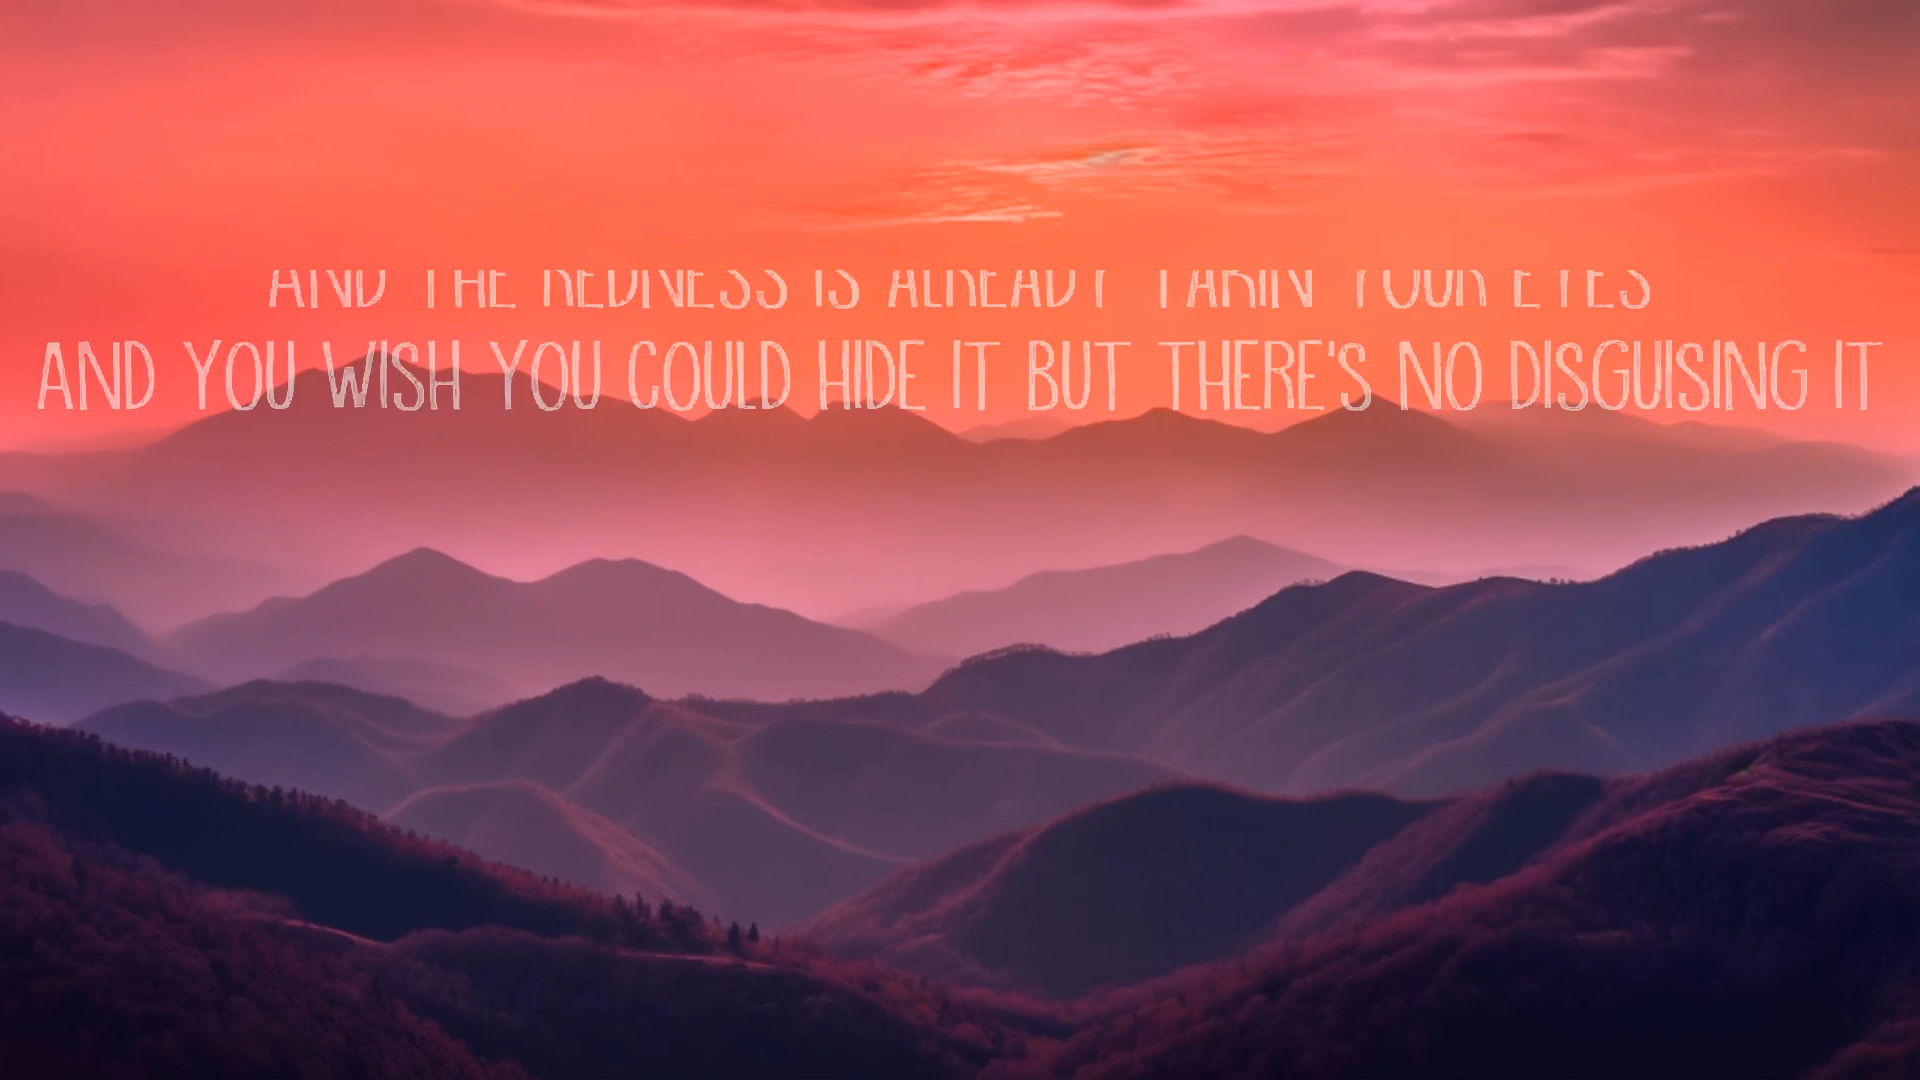 AND THE REDNESS IS ALREADY TAKIN YOUR EYES
AND YOU WISH YOU COULD HIDE IT BUT THERE'S NO DISGUISING IT